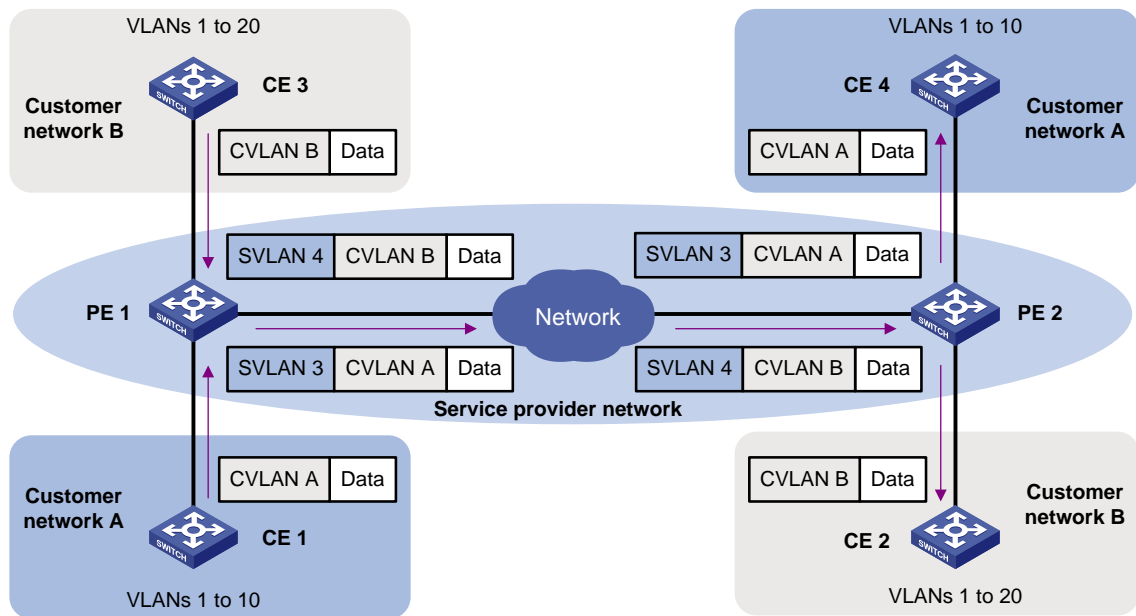 VLANs 1 to 20
VLANs 1 to 10
SWITCH
CE 3
CE 4
SWITCH
Customer
network B
Customer
network A
CVLAN B Data
CVLAN A Data
SVLAN 4 CVLAN B Data
SVLAN 3 CVLAN A Data
PE 1
SWITCH
Network
SWITCH
PE 2
SVLAN 3 CVLAN A Data
SVLAN 4 CVLAN B Data
Service provider network
CVLAN A Data
CVLAN B Data
Customer
network A
Customer
network B
SWITCH
CE 1
CE 2
SWITCH
VLANs 1 to 10
VLANs 1 to 20